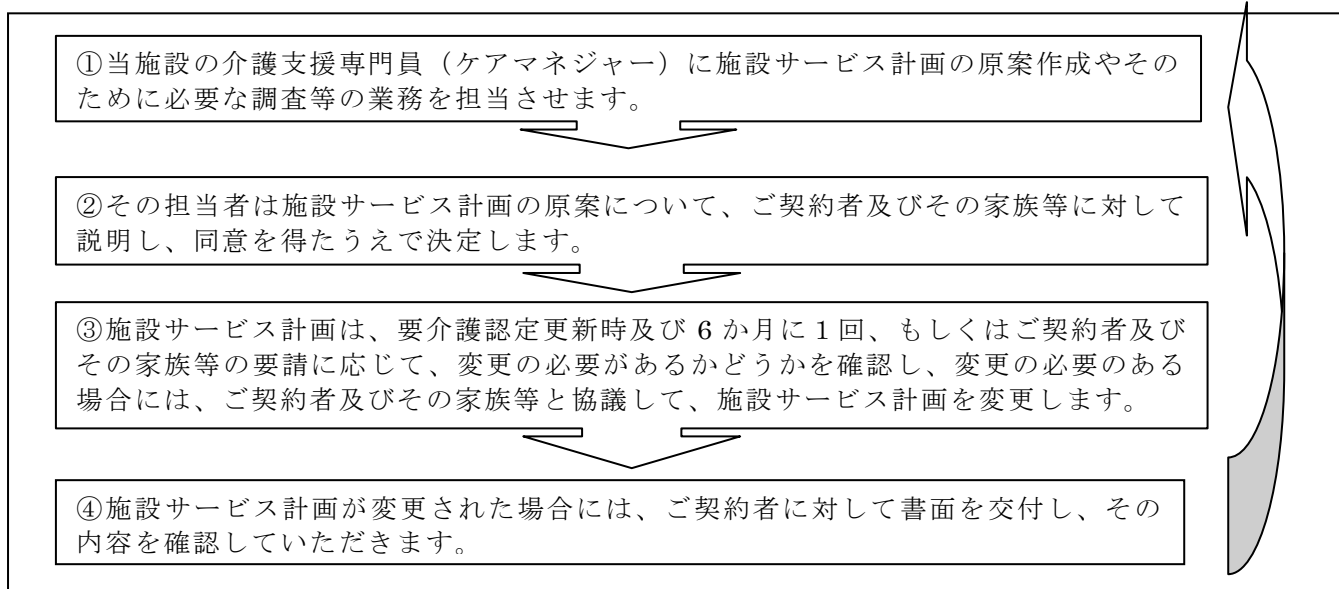 ①当施設の介護支援専門員（ケアマネジャー）に施設サービス計画の原案作成やその
ために必要な調査等の業務を担当させます。
②その担当者は施設サービス計画の原案について、ご契約者及びその家族等に対して
説明し、同意を得たうえで決定します。
③施設サービス計画は、要介護認定更新時及び 6 か月に1回、もしくはご契約者及び
その家族等の要請に応じて、変更の必要があるかどうかを確認し、変更の必要のある
場合には、ご契約者及びその家族等と協議して、施設サービス計画を変更します。
④施設サービス計画が変更された場合には、ご契約者に対して書面を交付し、その
内容を確認していただきます。